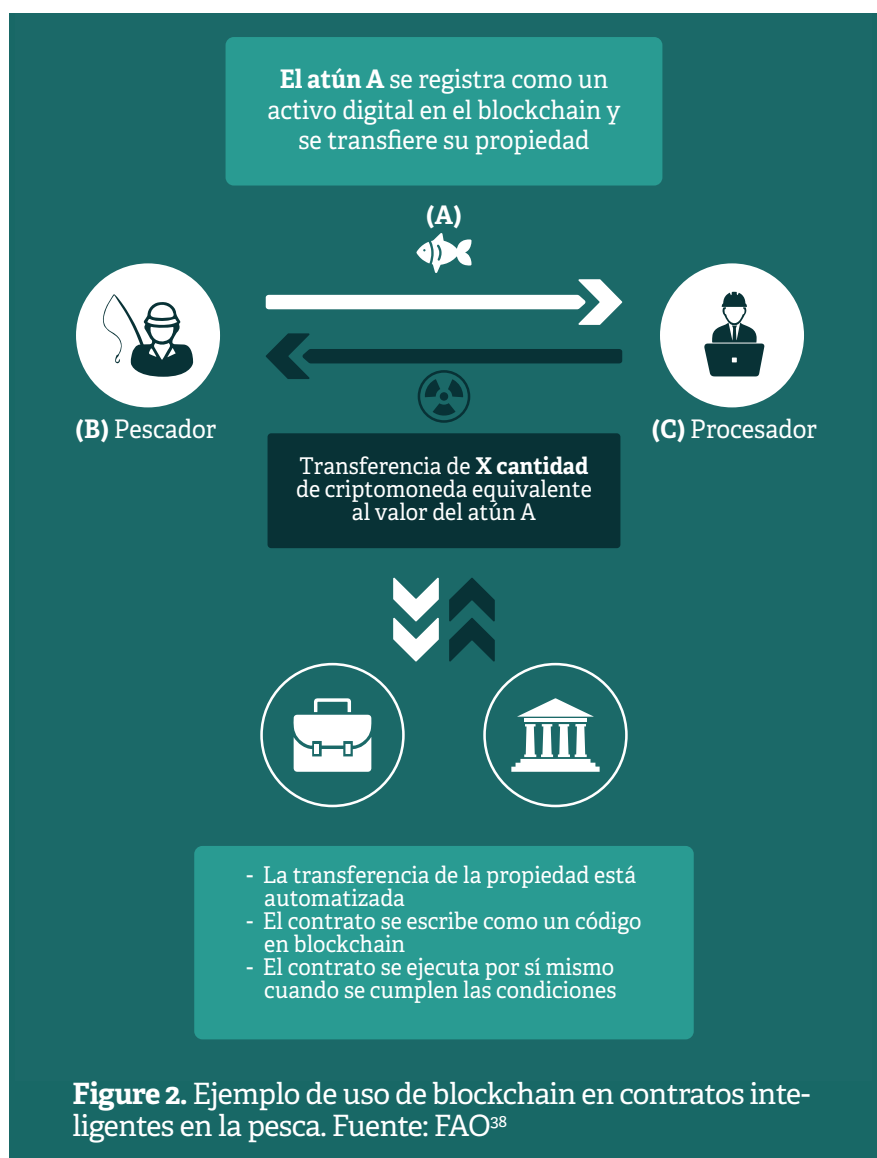 El atún A se registra como un
activo digital en el blockchain y
se transfiere su propiedad
(A)
(B) Pescador
(C) Procesador
Transferencia de X cantidad
de criptomoneda equivalente
al valor del atún A
- La transferencia de la propiedad está
automatizada
- El contrato se escribe como un código
en blockchain
- El contrato se ejecuta por sí mismo
cuando se cumplen las condiciones
Figure 2. Ejemplo de uso de blockchain en contratos inte-
ligentes en la pesca. Fuente: FAO³⁸